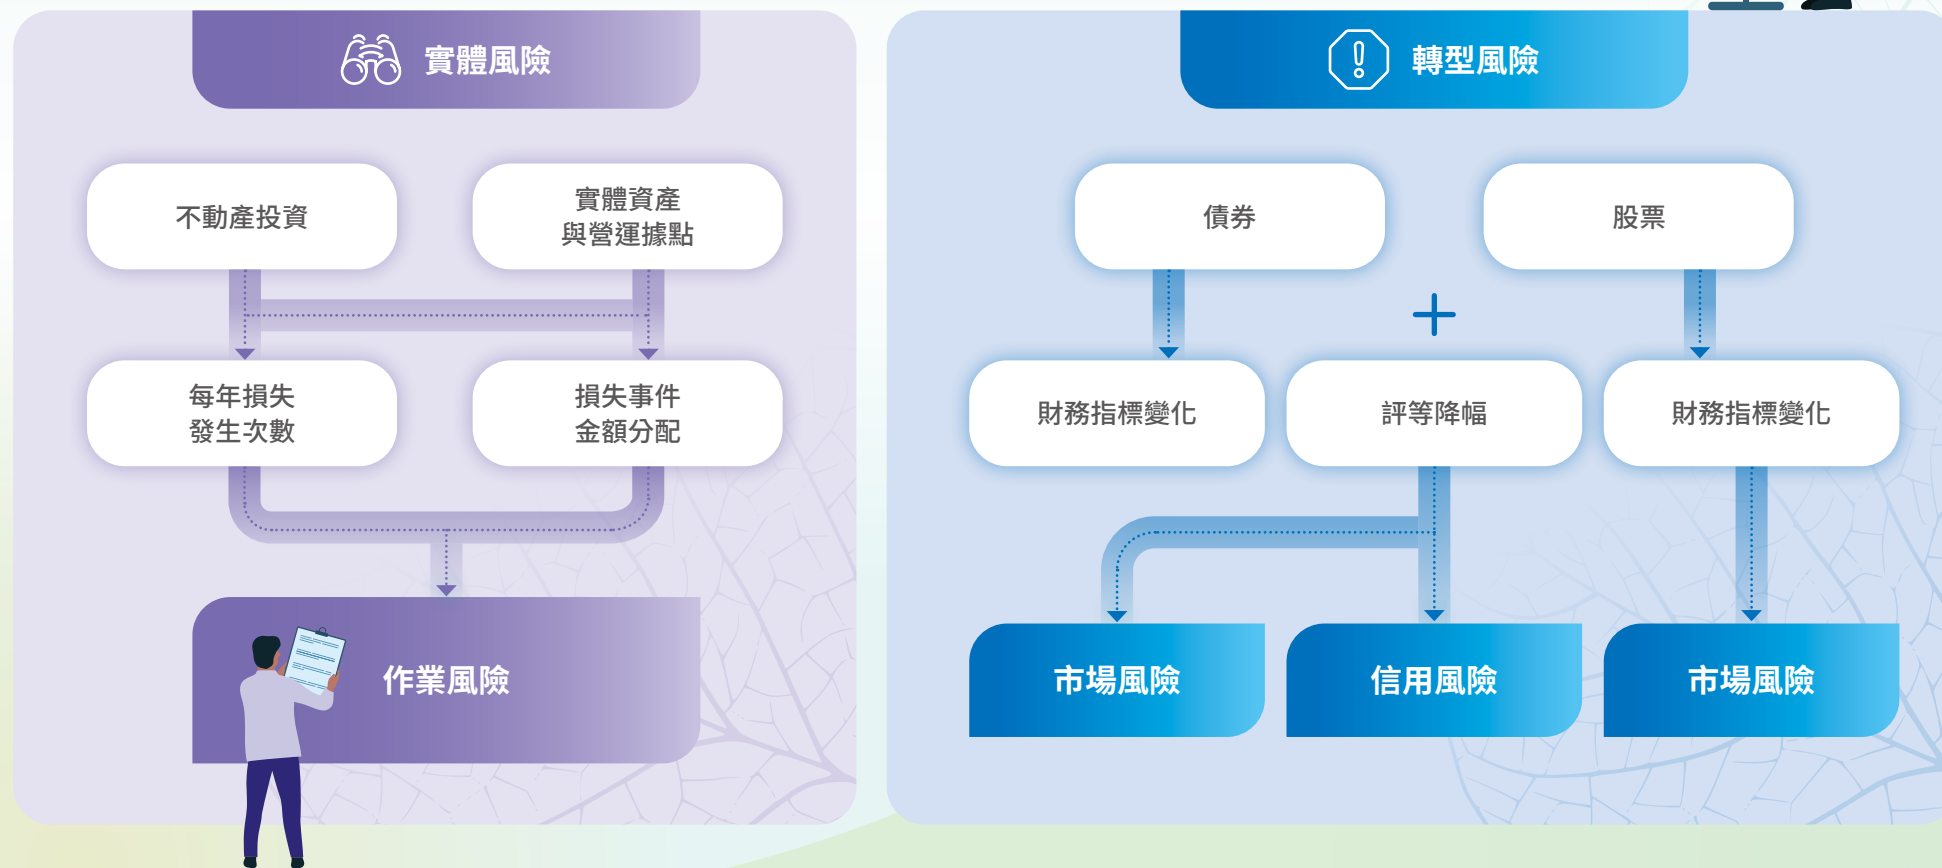 實體風險
不動產投資
實體資產
與營運據點
每年損失
發生次數
損失事件
金額分配
作業風險
轉型風險
債券
股票
財務指標變化
評等降幅
財務指標變化
市場風險
信用風險
市場風險